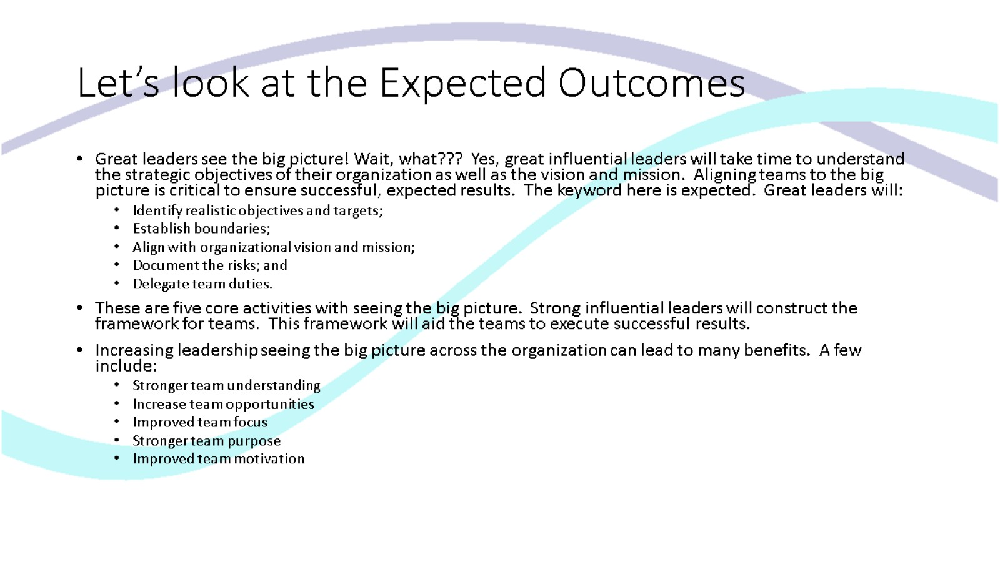 Let’s look at the Expected Outcomes
• Great leaders see the big picture! Wait, what???  Yes, great influential leaders will take time to understand
the strategic objectives of their organization as well as the vision and mission.  Aligning teams to the big
picture is critical to ensure successful, expected results.  The keyword here is expected.  Great leaders will:
• Identify realistic objectives and targets;
• Establish boundaries;
• Align with organizational vision and mission;
• Document the risks; and
• Delegate team duties.
• These are five core activities with seeing the big picture.  Strong influential leaders will construct the
framework for teams.  This framework will aid the teams to execute successful results.
• Increasing leadership seeing the big picture across the organization can lead to many benefits.  A few
include:
• Stronger team understanding
• Increase team opportunities
• Improved team focus
• Stronger team purpose
• Improved team motivation